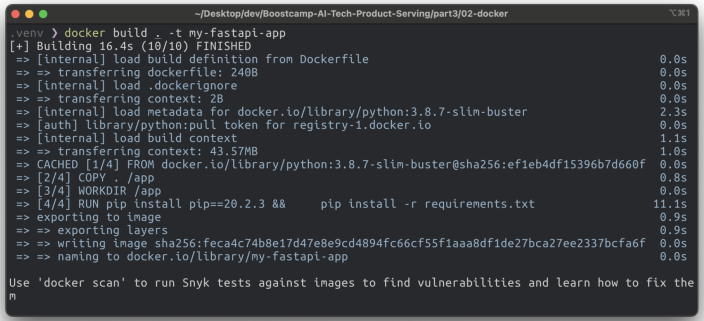 ~/Desktop/dev/Boostcamp-AI-Tech-Product-Serving/part3/02-docker
⌥⌘1
.venv ❯ docker build . -t my-fastapi-app
[+] Building 16.4s (10/10) FINISHED
=> [internal] load build definition from Dockerfile 0.0s
=> => transferring dockerfile: 240B 0.0s
=> [internal] load .dockerignore 0.0s
=> => transferring context: 2B 0.0s
=> [internal] load metadata for docker.io/library/python:3.8.7-slim-buster 2.3s
=> [auth] library/python:pull token for registry-1.docker.io 0.0s
=> [internal] load build context 1.1s
=> => transferring context: 43.57MB 1.0s
=> CACHED [1/4] FROM docker.io/library/python:3.8.7-slim-buster@sha256:ef1eb4df15396b7d660f 0.0s
=> [2/4] COPY . /app 0.8s
=> [3/4] WORKDIR /app 0.0s
=> [4/4] RUN pip install pip==20.2.3 &&     pip install -r requirements.txt 11.1s
=> exporting to image 0.9s
=> => exporting layers 0.9s
=> => writing image sha256:feca4c74b8e17d47e8e9cd4894fc66cf55f1aaa8df1de27bca27ee2337bcfa6f 0.0s
=> => naming to docker.io/library/my-fastapi-app 0.0s
Use 'docker scan' to run Snyk tests against images to find vulnerabilities and learn how to fix the
m